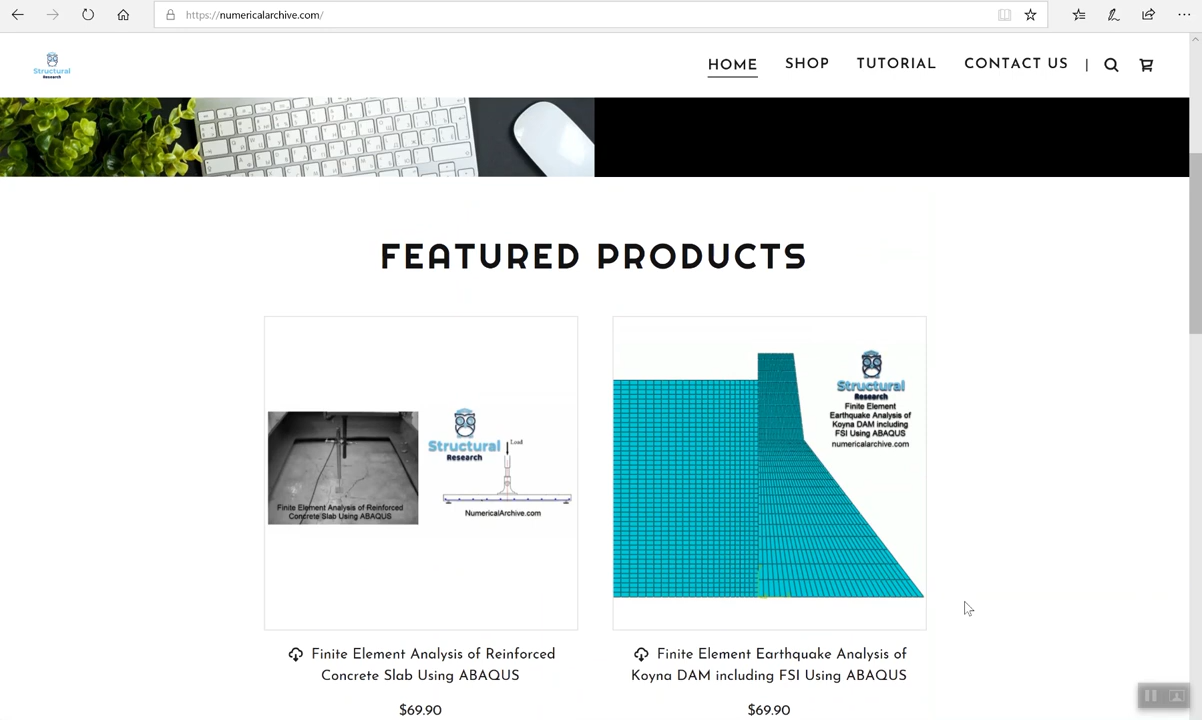 https://numericalarchive.com/
Structural
Research
HOME
SHOP
TUTORIAL
CONTACT US
|
FEATURED PRODUCTS
Finite Element Analysis of Reinforced
Concrete Slab Using ABAQUS
Structural
Research
Load
NumericalArchive.com
Structural
Research
Finite Element
Earthquake Analysis of
Koyna DAM including
FSI Using ABAQUS
numericalarchive.com
Finite Element Analysis of Reinforced
Concrete Slab Using ABAQUS
$69.90
Finite Element Earthquake Analysis of
Koyna DAM including FSI Using ABAQUS
$69.90